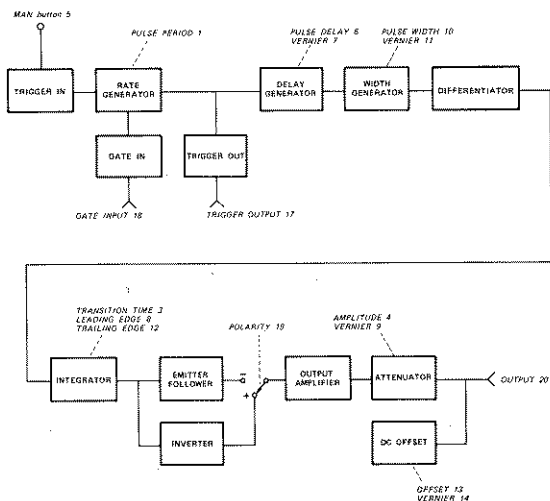 MAN button 5
PULSE PERIOD 1
PULSE DELAY 6
VERNIER 7
PULSE WIDTH 10
VERNIER 11
TRIGGER IN
RATE
GENERATOR
DELAY
GENERATOR
WIDTH
GENERATOR
DIFFERENTIATOR
GATE IN
TRIGGER OUT
GATE INPUT 16
TRIGGER OUTPUT 17
TRANSITION TIME 3
LEADING EDGE 8
TRAILING EDGE 12
POLARITY 19
AMPLITUDE 4
VERNIER 9
INTEGRATOR
EMITTER
FOLLOWER
-
+
OUTPUT
AMPLIFIER
ATTENUATOR
OUTPUT 20
INVERTER
DC OFFSET
OFFSET 13
VERNIER 14